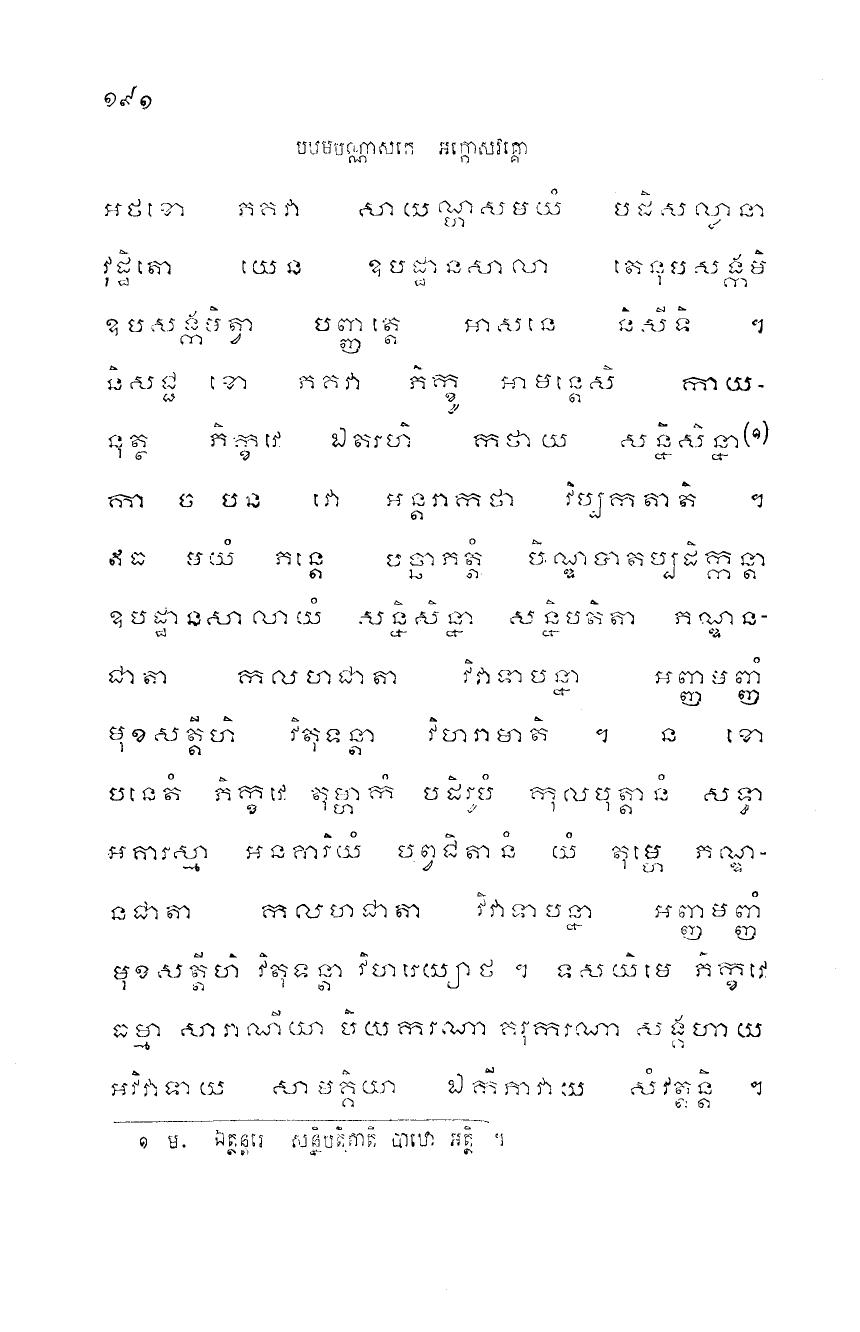 ១៩១
បឋមបណ្ណាសកេ អក្កោសវគ្គោ
អថខោ ភគវា សាយណ្ហសមយំ បដិសល្លានា
វុដ្ឋិតោ យេន ឧបដ្ឋានសាលា តេនុបសង្កមិ
ឧបសង្កមិត្វា បញ្ញត្តេ អាសនេ និសីទិ ។
និសជ្ជ ខោ ភគវា ភិក្ខូ អាមន្តេសិ កាយ-
នុត្ថ ភិក្ខវេ ឯតរហិ កថាយ សន្និសិន្នា(១)
កា ច បន វោ អន្តរាកថា វិប្បកតាតិ ។
ឥធ មយំ ភន្តេ បច្ឆាភត្តំ បិណ្ឌបាតប្បដិក្កន្តា
ឧបដ្ឋានសាលាយំ សន្និសិន្នា សន្និបតិតា ភណ្ឌន-
ជាតា កលហជាតា វិវាទាបន្នា អញ្ញមញ្ញំ
មុខសត្តីហិ វិតុទន្តា វិហរាមាតិ ។ ន ខោ
បនេតំ ភិក្ខវេ តុម្ហាកំ បដិរូបំ កុលបុត្តានំ សទ្ធា
អគារស្មា អនគារិយំ បព្វជិតានំ យំ តុម្ហេ ភណ្ឌ-
នជាតា កលហជាតា វិវាទាបន្នា អញ្ញមញ្ញំ
មុខសត្តីហិ វិតុទន្តា វិហរេយ្យោថ ។ ទសយិមេ ភិក្ខវេ
ធម្មា សារាណីយា បិយករណា គរុករណា សង្គហាយ
អវិវាទាយ សាមគ្គិយា ឯកីភាវាយ សំវត្តន្តិ ។
១ ម. ឯត្ថន្តរេ សន្និបតិតាតិ បាឋោ អត្ថិ ។